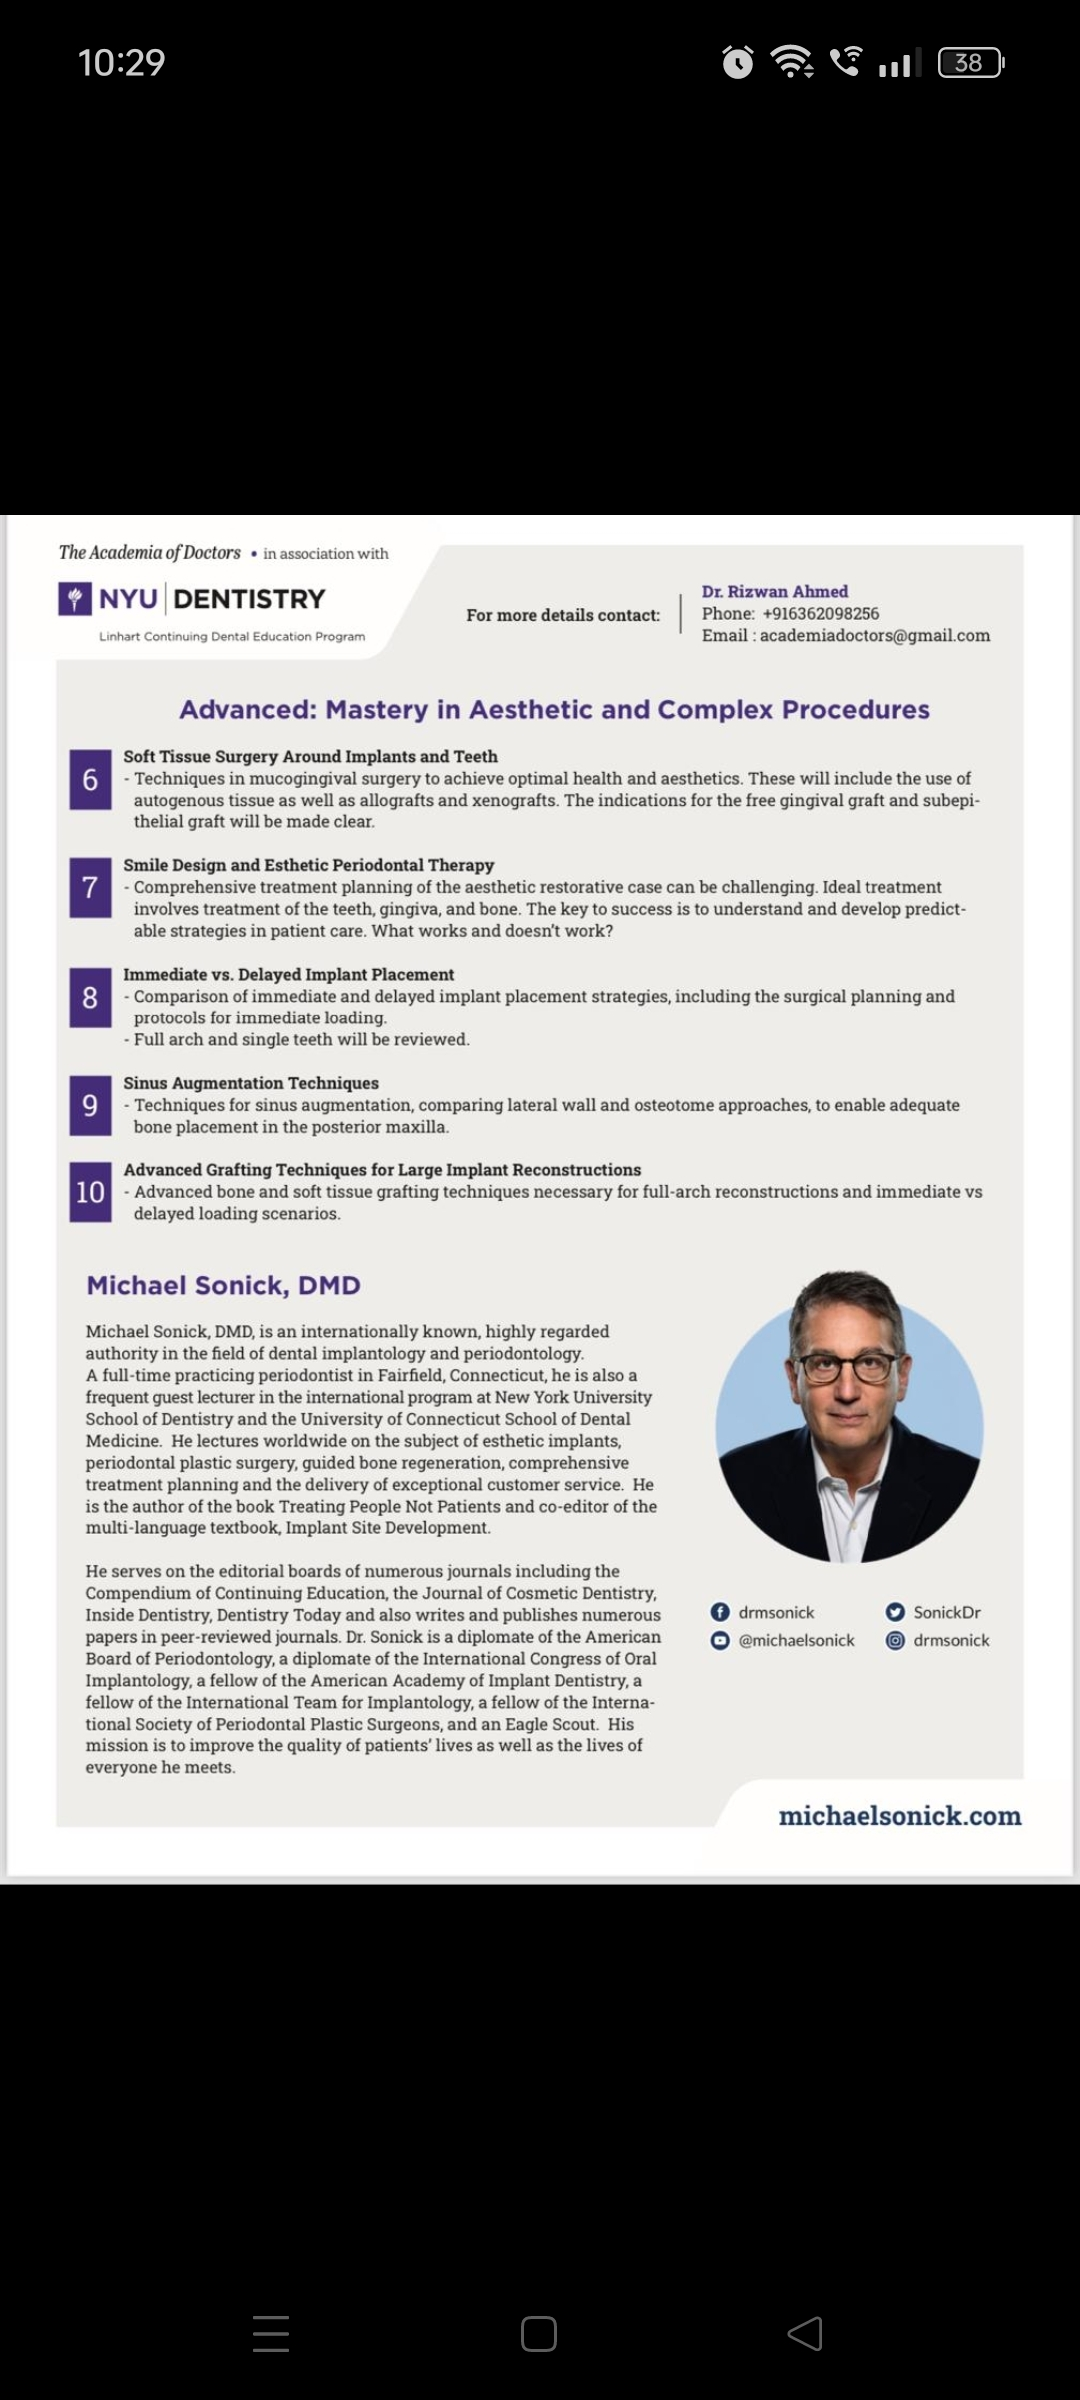 10:29
38
The Academia of Doctors • in association with
NYU DENTISTRY
Linhart Continuing Dental Education Program
For more details contact:
Dr. Rizwan Ahmed
Phone: +916362098256
Email : academiadoctors@gmail.com
Advanced: Mastery in Aesthetic and Complex Procedures
6
Soft Tissue Surgery Around Implants and Teeth
- Techniques in mucogingival surgery to achieve optimal health and aesthetics. These will include the use of
autogenous tissue as well as allografts and xenografts. The indications for the free gingival graft and subepi-
thelial graft will be made clear.
7
Smile Design and Esthetic Periodontal Therapy
- Comprehensive treatment planning of the aesthetic restorative case can be challenging. Ideal treatment
involves treatment of the teeth, gingiva, and bone. The key to success is to understand and develop predict-
able strategies in patient care. What works and doesn't work?
8
Immediate vs. Delayed Implant Placement
- Comparison of immediate and delayed implant placement strategies, including the surgical planning and
protocols for immediate loading.
- Full arch and single teeth will be reviewed.
9
Sinus Augmentation Techniques
- Techniques for sinus augmentation, comparing lateral wall and osteotome approaches, to enable adequate
bone placement in the posterior maxilla.
10
Advanced Grafting Techniques for Large Implant Reconstructions
- Advanced bone and soft tissue grafting techniques necessary for full-arch reconstructions and immediate vs
delayed loading scenarios.
Michael Sonick, DMD
Michael Sonick, DMD, is an internationally known, highly regarded
authority in the field of dental implantology and periodontology.
A full-time practicing periodontist in Fairfield, Connecticut, he is also a
frequent guest lecturer in the international program at New York University
School of Dentistry and the University of Connecticut School of Dental
Medicine. He lectures worldwide on the subject of esthetic implants,
periodontal plastic surgery, guided bone regeneration, comprehensive
treatment planning and the delivery of exceptional customer service. He
is the author of the book Treating People Not Patients and co-editor of the
multi-language textbook, Implant Site Development.
He serves on the editorial boards of numerous journals including the
Compendium of Continuing Education, the Journal of Cosmetic Dentistry,
Inside Dentistry, Dentistry Today and also writes and publishes numerous
papers in peer-reviewed journals. Dr. Sonick is a diplomate of the American
Board of Periodontology, a diplomate of the International Congress of Oral
Implantology, a fellow of the American Academy of Implant Dentistry, a
fellow of the International Team for Implantology, a fellow of the Interna-
tional Society of Periodontal Plastic Surgeons, and an Eagle Scout. His
mission is to improve the quality of patients' lives as well as the lives of
everyone he meets.
drmsonick
SonickDr
@michaelsonick
drmsonick
michaelsonick.com